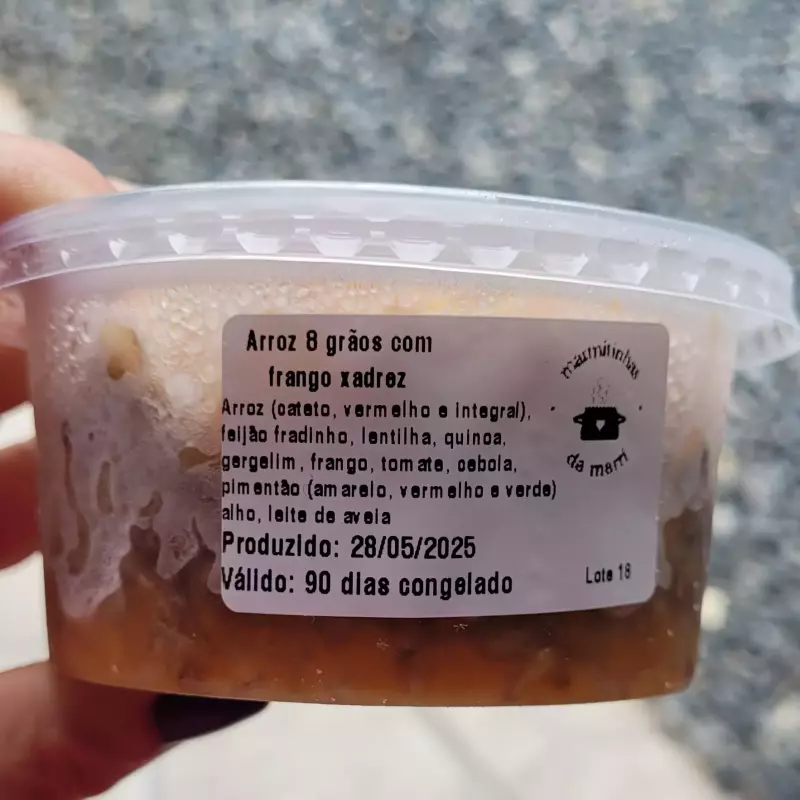 Arroz 8 grãos com
frango xadrez
Arroz (cateto, vermelho e integral),
feijão fradinho, lentilha, quinoa,
gergelim, frango, tomate, cebola,
pimentão (amarelo, vermelho e verde)
alho, leite de aveia
Produzido: 28/05/2025
Válido: 90 dias congelado
Lote 18
marmitinhas
da marri